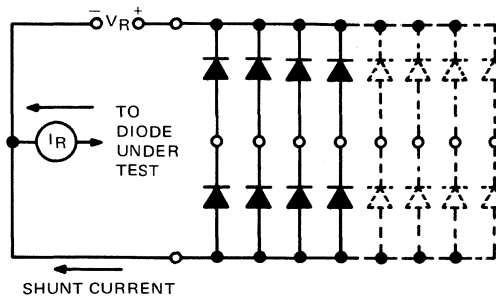 − VR +
TO
DIODE
UNDER
TEST
IR
SHUNT CURRENT